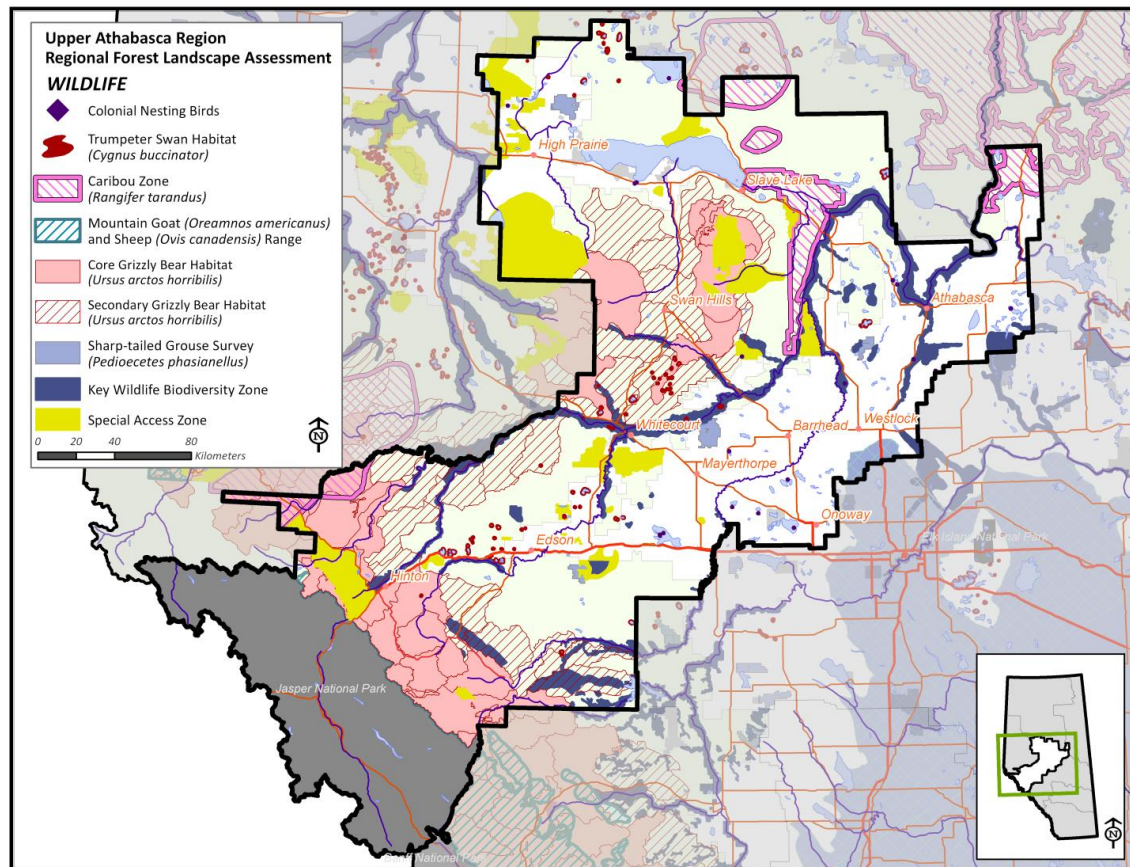 Upper Athabasca Region
Regional Forest Landscape Assessment
WILDLIFE
Colonial Nesting Birds
Trumpeter Swan Habitat
(Cygnus buccinator)
Caribou Zone
(Rangifer tarandus)
Mountain Goat (Oreamnos americanus)
and Sheep (Ovis canadensis) Range
Core Grizzly Bear Habitat
(Ursus arctos horribilis)
Secondary Grizzly Bear Habitat
(Ursus arctos horribilis)
Sharp-tailed Grouse Survey
(Pedioecetes phasianellus)
Key Wildlife Biodiversity Zone
Special Access Zone
0 20 40 80
Kilometers
N
High Prairie
Slave Lake
Swan Hills
Athabasca
Whitecourt
Barrhead
Westlock
Mayerthorpe
Onoway
Edson
Elk Island National Park
Hinton
Jasper National Park
Banff National Park
N